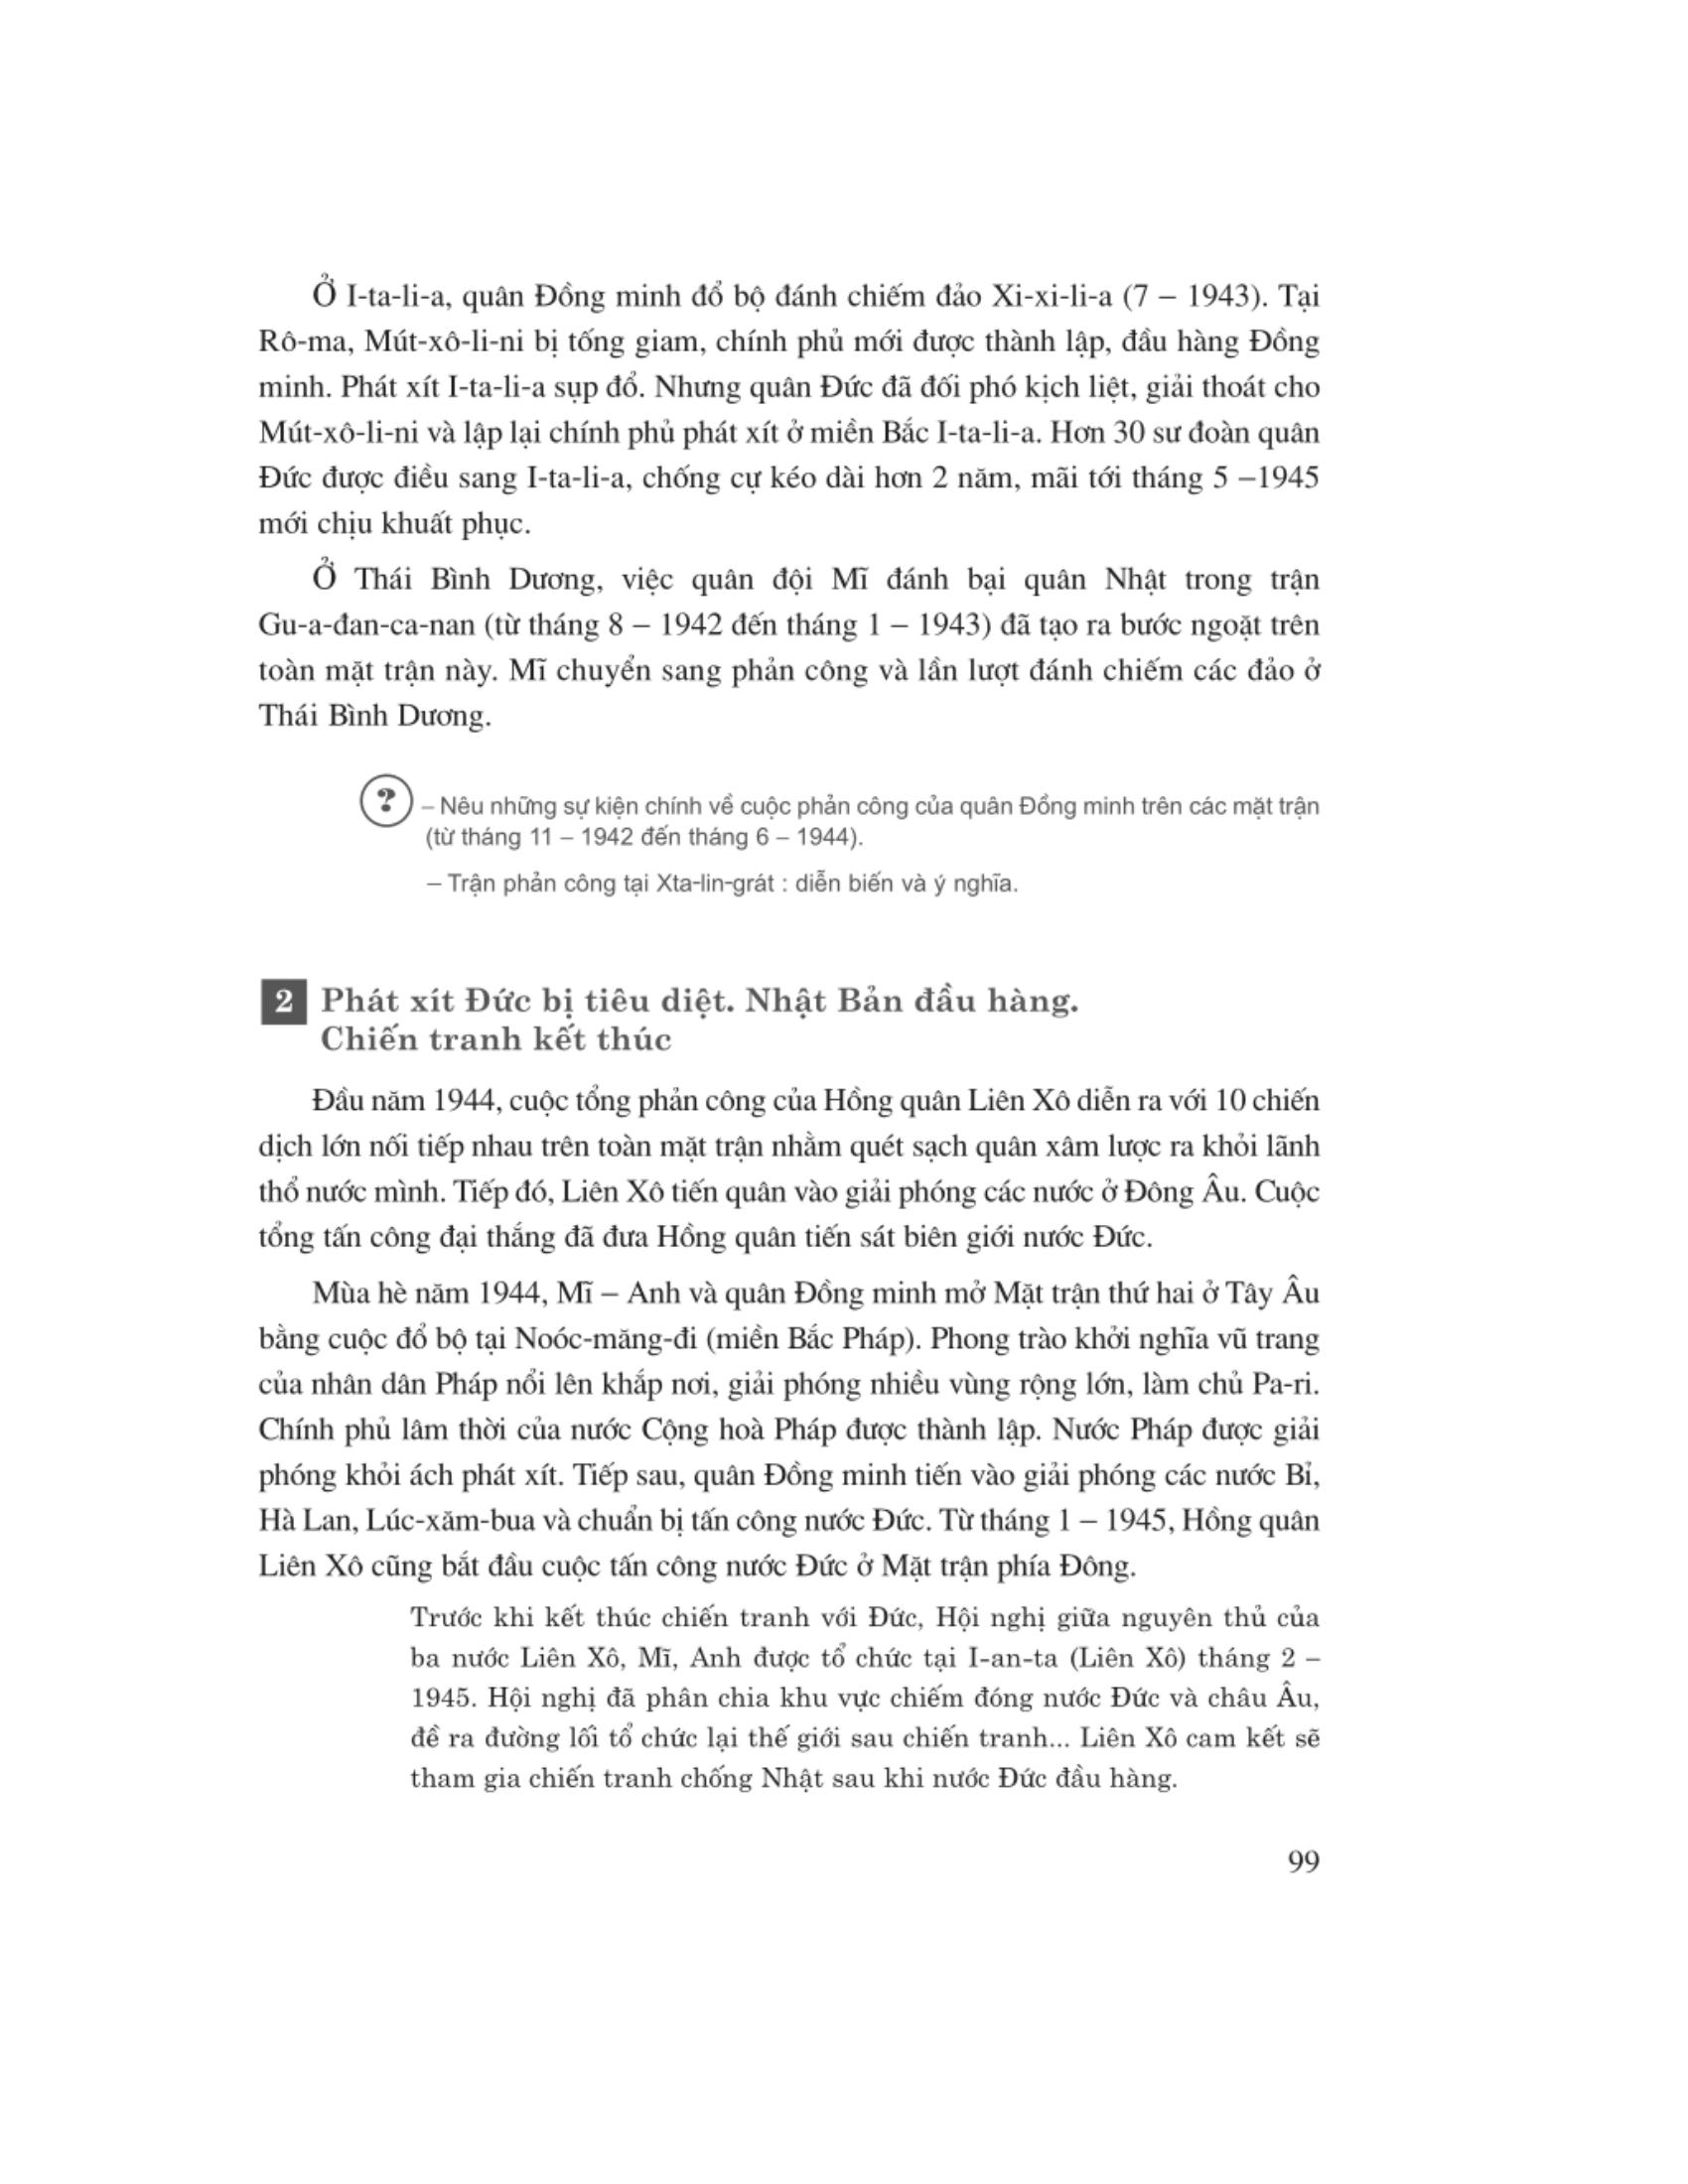 Ở I-ta-li-a, quân Đồng minh đổ bộ đánh chiếm đảo Xi-xi-li-a (7 – 1943). Tại
Rô-ma, Mút-xô-li-ni bị tống giam, chính phủ mới được thành lập, đầu hàng Đồng
minh. Phát xít I-ta-li-a sụp đổ. Nhưng quân Đức đã đối phó kịch liệt, giải thoát cho
Mút-xô-li-ni và lập lại chính phủ phát xít ở miền Bắc I-ta-li-a. Hơn 30 sư đoàn quân
Đức được điều sang I-ta-li-a, chống cự kéo dài hơn 2 năm, mãi tới tháng 5 –1945
mới chịu khuất phục.
Ở Thái Bình Dương, việc quân đội Mĩ đánh bại quân Nhật trong trận
Gu-a-đan-ca-nan (từ tháng 8 – 1942 đến tháng 1 – 1943) đã tạo ra bước ngoặt trên
toàn mặt trận này. Mĩ chuyển sang phản công và lần lượt đánh chiếm các đảo ở
Thái Bình Dương.
? – Nêu những sự kiện chính về cuộc phản công của quân Đồng minh trên các mặt trận
(từ tháng 11 – 1942 đến tháng 6 – 1944).
– Trận phản công tại Xta-lin-grát : diễn biến và ý nghĩa.
2 Phát xít Đức bị tiêu diệt. Nhật Bản đầu hàng.
Chiến tranh kết thúc
Đầu năm 1944, cuộc tổng phản công của Hồng quân Liên Xô diễn ra với 10 chiến
dịch lớn nối tiếp nhau trên toàn mặt trận nhằm quét sạch quân xâm lược ra khỏi lãnh
thổ nước mình. Tiếp đó, Liên Xô tiến quân vào giải phóng các nước ở Đông Âu. Cuộc
tổng tấn công đại thắng đã đưa Hồng quân tiến sát biên giới nước Đức.
Mùa hè năm 1944, Mĩ – Anh và quân Đồng minh mở Mặt trận thứ hai ở Tây Âu
bằng cuộc đổ bộ tại Noóc-măng-đi (miền Bắc Pháp). Phong trào khởi nghĩa vũ trang
của nhân dân Pháp nổi lên khắp nơi, giải phóng nhiều vùng rộng lớn, làm chủ Pa-ri.
Chính phủ lâm thời của nước Cộng hoà Pháp được thành lập. Nước Pháp được giải
phóng khỏi ách phát xít. Tiếp sau, quân Đồng minh tiến vào giải phóng các nước Bỉ,
Hà Lan, Lúc-xăm-bua và chuẩn bị tấn công nước Đức. Từ tháng 1 – 1945, Hồng quân
Liên Xô cũng bắt đầu cuộc tấn công nước Đức ở Mặt trận phía Đông.
Trước khi kết thúc chiến tranh với Đức, Hội nghị giữa nguyên thủ của
ba nước Liên Xô, Mĩ, Anh được tổ chức tại I-an-ta (Liên Xô) tháng 2 –
1945. Hội nghị đã phân chia khu vực chiếm đóng nước Đức và châu Âu,
đề ra đường lối tổ chức lại thế giới sau chiến tranh... Liên Xô cam kết sẽ
tham gia chiến tranh chống Nhật sau khi nước Đức đầu hàng.
99